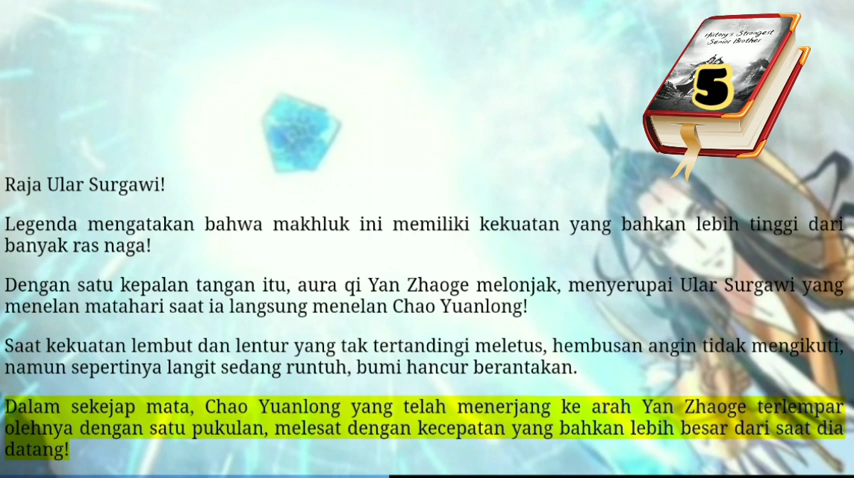 History's Strongest
Senior Brother
5
Raja Ular Surgawi!
Legenda mengatakan bahwa makhluk ini memiliki kekuatan yang bahkan lebih tinggi dari
banyak ras naga!
Dengan satu kepalan tangan itu, aura qi Yan Zhaoge melonjak, menyerupai Ular Surgawi yang
menelan matahari saat ia langsung menelan Chao Yuanlong!
Saat kekuatan lembut dan lentur yang tak tertandingi meletus, hembusan angin tidak mengikuti,
namun sepertinya langit sedang runtuh, bumi hancur berantakan.
Dalam sekejap mata, Chao Yuanlong yang telah menerjang ke arah Yan Zhaoge terlempar
olehnya dengan satu pukulan, melesat dengan kecepatan yang bahkan lebih besar dari saat dia
datang!